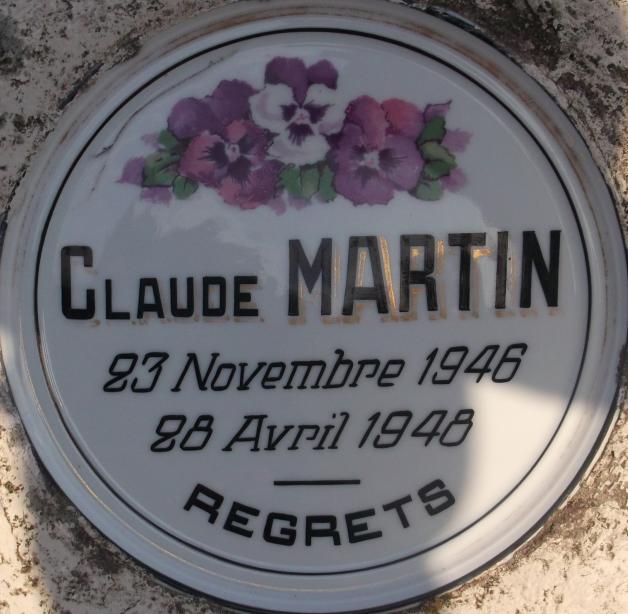 Claude MARTIN
23 Novembre 1946
28 Avril 1948
REGRETS